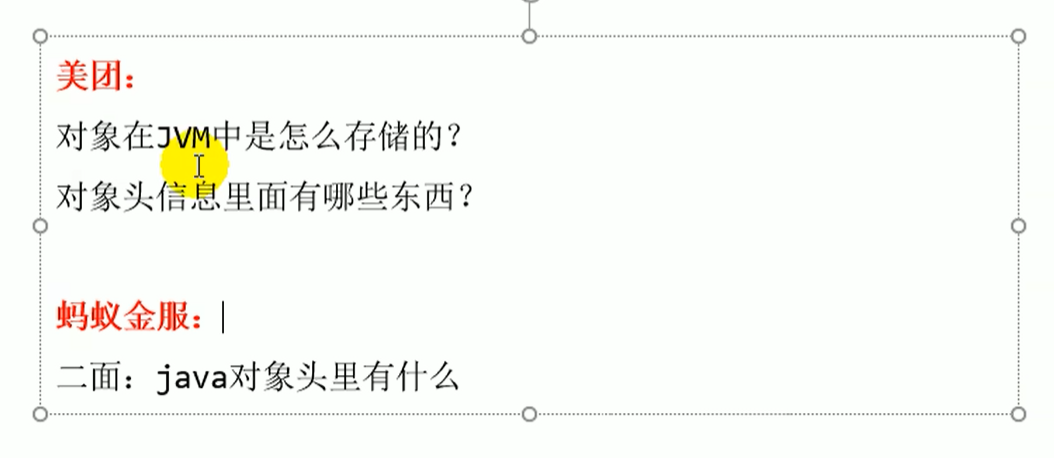 美团：
对象在JVM中是怎么存储的？
对象头信息里面有哪些东西？
蚂蚁金服：
二面：java对象头里有什么